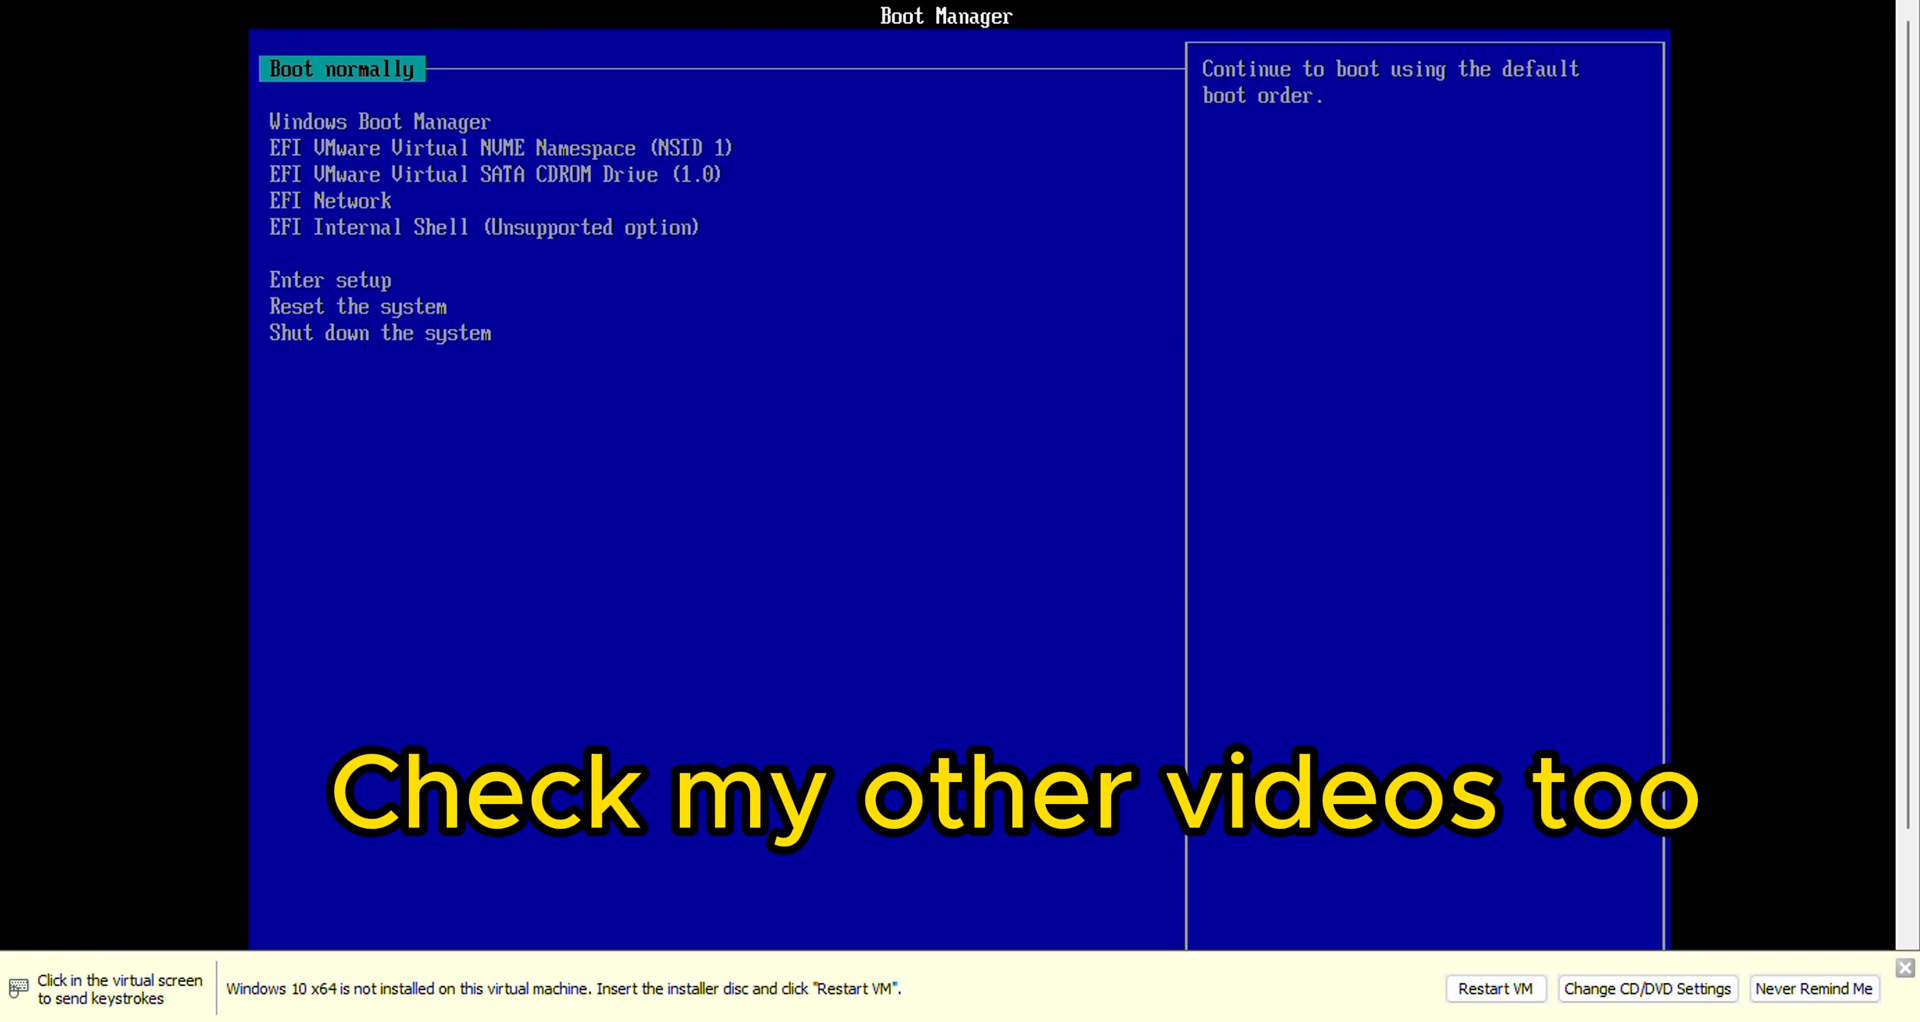 Boot Manager
Boot normally
Windows Boot Manager
EFI VMware Virtual NVME Namespace (NSID 1)
EFI VMware Virtual SATA CDROM Drive (1.0)
EFI Network
EFI Internal Shell (Unsupported option)
Enter setup
Reset the system
Shut down the system
Continue to boot using the default
boot order.
Check my other videos too
Click in the virtual screen
to send keystrokes
Windows 10 x64 is not installed on this virtual machine. Insert the installer disc and click "Restart VM".
Restart VM
Change CD/DVD Settings
Never Remind Me